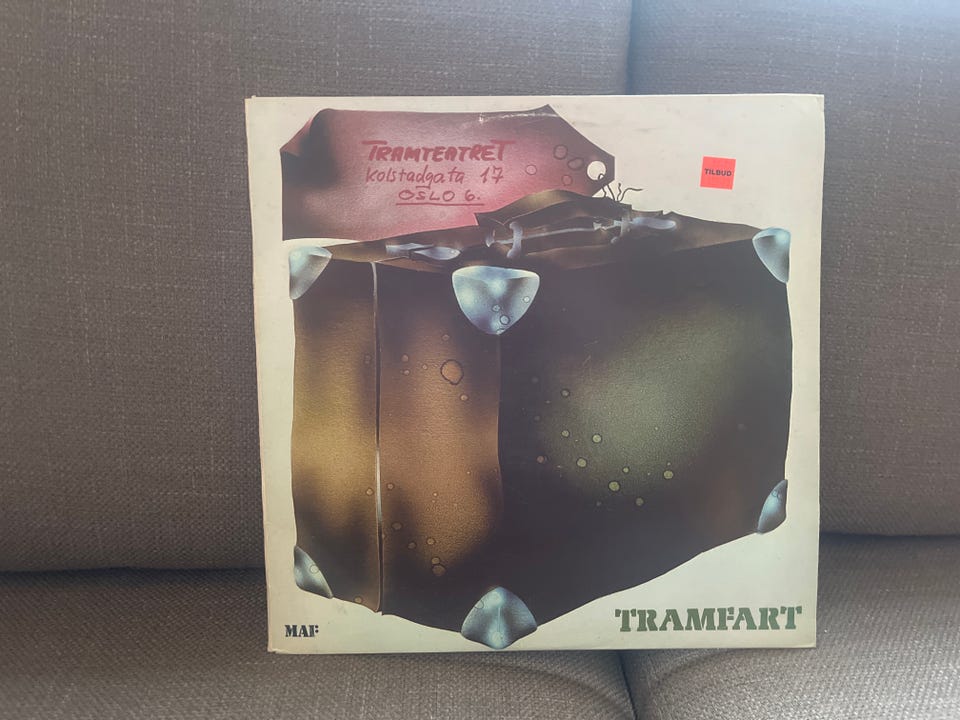 TRAMTEATRET
Kolstadgata 17
OSLO 6.
TILBUD
MAI
TRAMFART